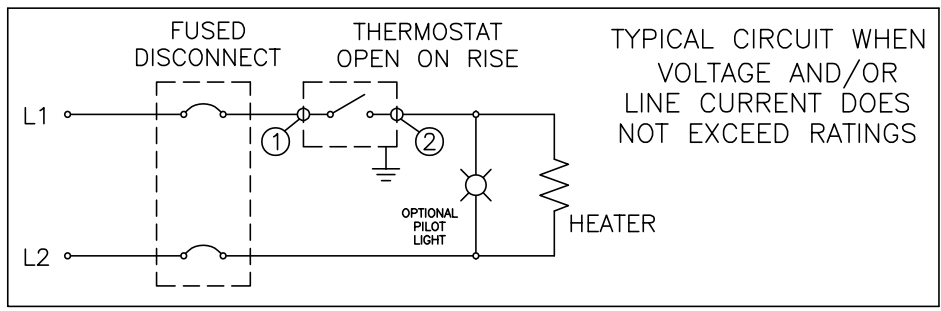 FUSED
DISCONNECT
THERMOSTAT
OPEN ON RISE
TYPICAL CIRCUIT WHEN
VOLTAGE AND/OR
LINE CURRENT DOES
NOT EXCEED RATINGS
L1
1
2
OPTIONAL
PILOT
LIGHT
HEATER
L2